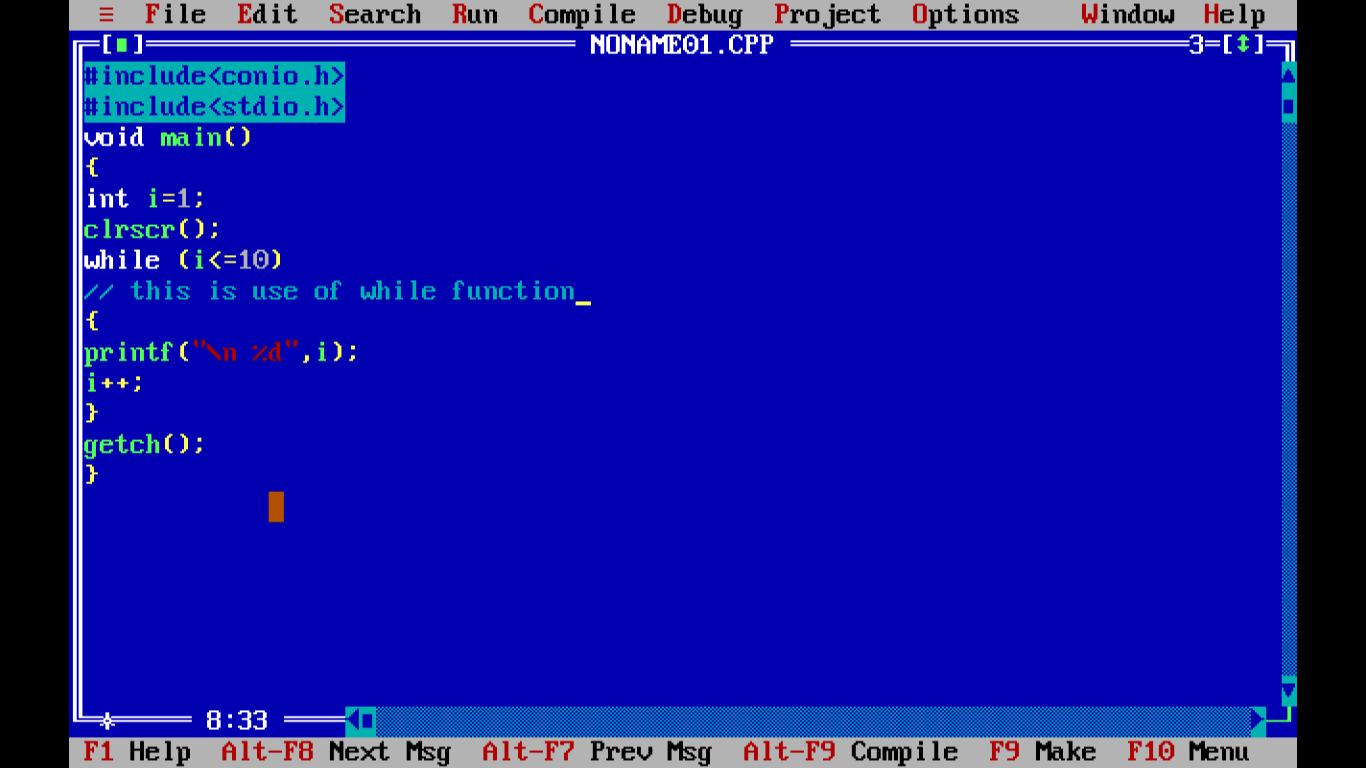 ≡ File Edit Search Run Compile Debug Project Options Window Help
[■] NONAME01.CPP 3=[↕]
#include<conio.h>
#include<stdio.h>
void main()
{
int i=1;
clrscr();
while (i<=10)
// this is use of while function_
{
printf("\n %d",i);
i++;
}
getch();
}
8:33
F1 Help Alt-F8 Next Msg Alt-F7 Prev Msg Alt-F9 Compile F9 Make F10 Menu